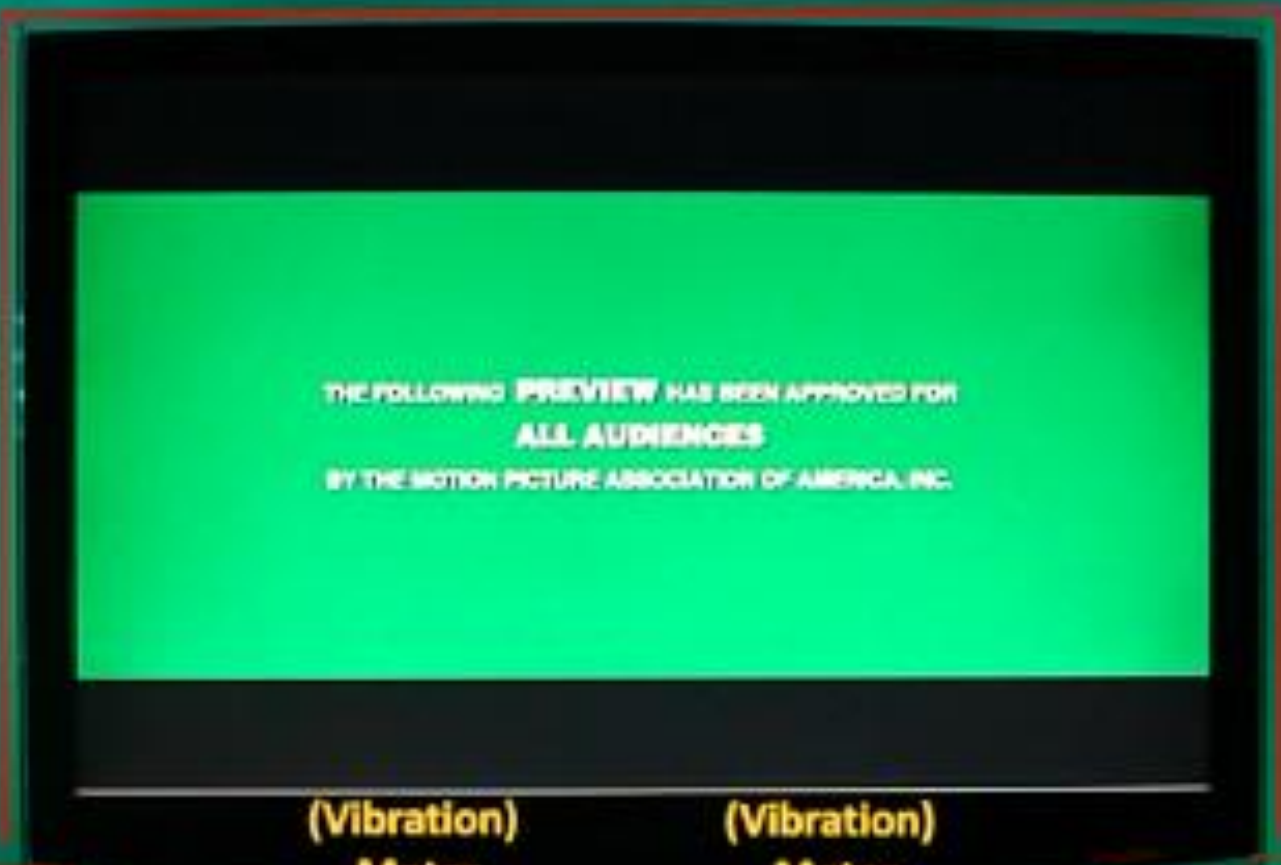 THE FOLLOWING PREVIEW HAS BEEN APPROVED FOR
ALL AUDIENCES
BY THE MOTION PICTURE ASSOCIATION OF AMERICA, INC.
(Vibration) (Vibration)